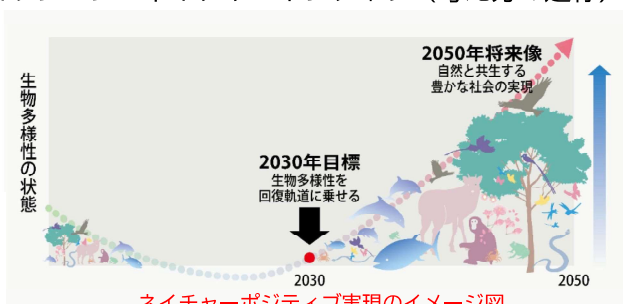 生物多様性の状態
2050年将来像
自然と共生する
豊かな社会の実現
2030年目標
生物多様性を
回復軌道に乗せる
2030
2050
ネイチャーポジティブ実現のイメージ図